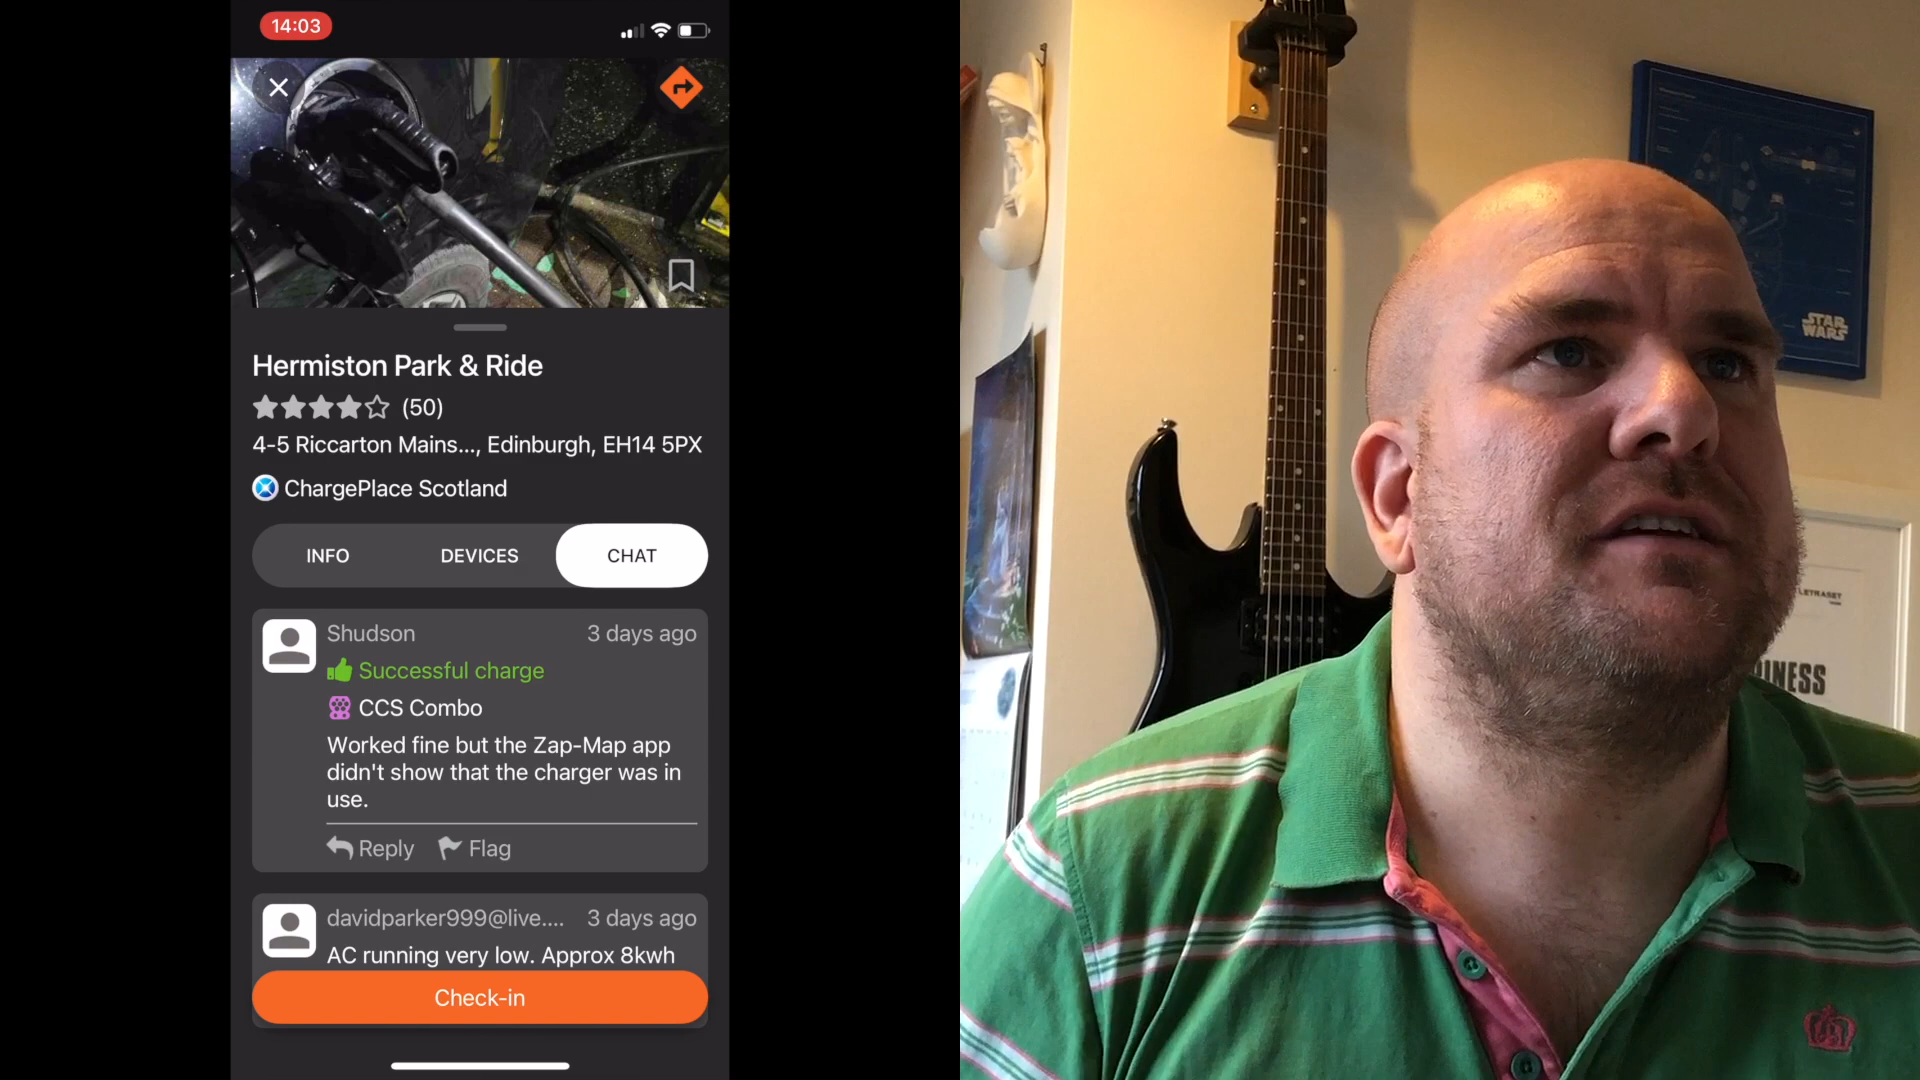 14:03
Hermiston Park & Ride
(50)
4-5 Riccarton Mains..., Edinburgh, EH14 5PX
ChargePlace Scotland
INFO
DEVICES
CHAT
Shudson
3 days ago
Successful charge
CCS Combo
Worked fine but the Zap-Map app
didn't show that the charger was in
use.
Reply
Flag
davidparker999@live....
3 days ago
AC running very low. Approx 8kwh
Check-in
STAR
WARS
LETRASET